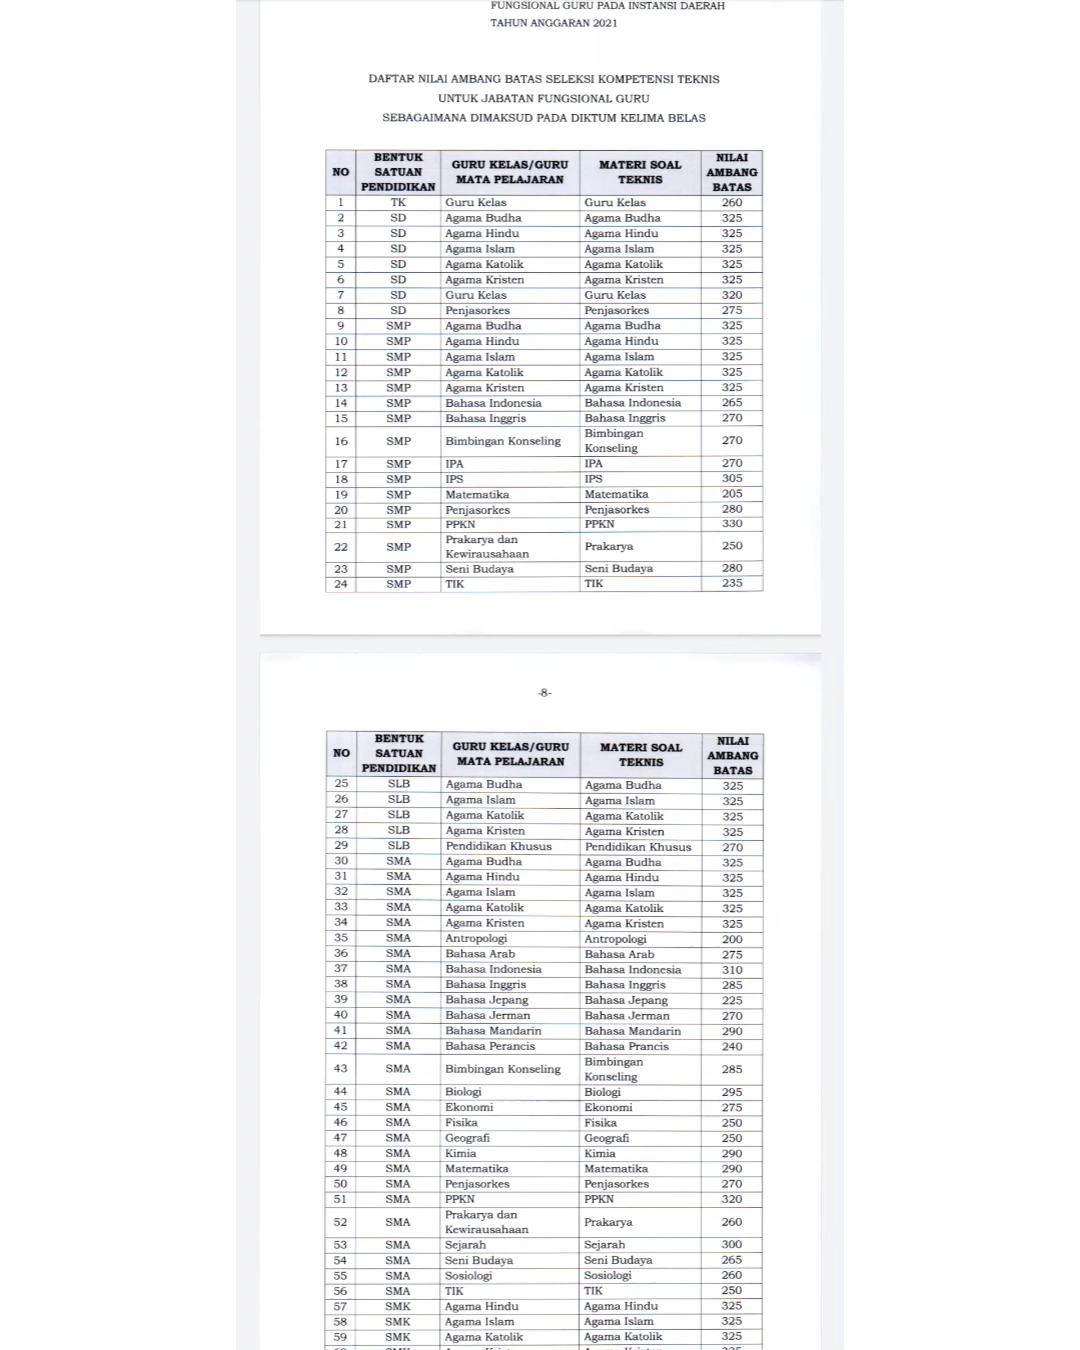 FUNGSIONAL GURU PADA INSTANSI DAERAH
TAHUN ANGGARAN 2021
DAFTAR NILAI AMBANG BATAS SELEKSI KOMPETENSI TEKNIS
UNTUK JABATAN FUNGSIONAL GURU
SEBAGAIMANA DIMAKSUD PADA DIKTUM KELIMA BELAS
NO BENTUK SATUAN PENDIDIKAN GURU KELAS/GURU MATA PELAJARAN MATERI SOAL TEKNIS NILAI AMBANG BATAS
1 TK Guru Kelas Guru Kelas 260
2 SD Agama Budha Agama Budha 325
3 SD Agama Hindu Agama Hindu 325
4 SD Agama Islam Agama Islam 325
5 SD Agama Katolik Agama Katolik 325
6 SD Agama Kristen Agama Kristen 325
7 SD Guru Kelas Guru Kelas 320
8 SD Penjasorkes Penjasorkes 275
9 SMP Agama Budha Agama Budha 325
10 SMP Agama Hindu Agama Hindu 325
11 SMP Agama Islam Agama Islam 325
12 SMP Agama Katolik Agama Katolik 325
13 SMP Agama Kristen Agama Kristen 325
14 SMP Bahasa Indonesia Bahasa Indonesia 265
15 SMP Bahasa Inggris Bahasa Inggris 270
16 SMP Bimbingan Konseling Bimbingan Konseling 270
17 SMP IPA IPA 270
18 SMP IPS IPS 305
19 SMP Matematika Matematika 205
20 SMP Penjasorkes Penjasorkes 280
21 SMP PPKN PPKN 330
22 SMP Prakarya dan Kewirausahaan Prakarya 250
23 SMP Seni Budaya Seni Budaya 280
24 SMP TIK TIK 235
-8-
NO BENTUK SATUAN PENDIDIKAN GURU KELAS/GURU MATA PELAJARAN MATERI SOAL TEKNIS NILAI AMBANG BATAS
25 SLB Agama Budha Agama Budha 325
26 SLB Agama Islam Agama Islam 325
27 SLB Agama Katolik Agama Katolik 325
28 SLB Agama Kristen Agama Kristen 325
29 SLB Pendidikan Khusus Pendidikan Khusus 270
30 SMA Agama Budha Agama Budha 325
31 SMA Agama Hindu Agama Hindu 325
32 SMA Agama Islam Agama Islam 325
33 SMA Agama Katolik Agama Katolik 325
34 SMA Agama Kristen Agama Kristen 325
35 SMA Antropologi Antropologi 200
36 SMA Bahasa Arab Bahasa Arab 275
37 SMA Bahasa Indonesia Bahasa Indonesia 310
38 SMA Bahasa Inggris Bahasa Inggris 285
39 SMA Bahasa Jepang Bahasa Jepang 225
40 SMA Bahasa Jerman Bahasa Jerman 270
41 SMA Bahasa Mandarin Bahasa Mandarin 290
42 SMA Bahasa Perancis Bahasa Prancis 240
43 SMA Bimbingan Konseling Bimbingan Konseling 285
44 SMA Biologi Biologi 295
45 SMA Ekonomi Ekonomi 275
46 SMA Fisika Fisika 250
47 SMA Geografi Geografi 250
48 SMA Kimia Kimia 290
49 SMA Matematika Matematika 290
50 SMA Penjasorkes Penjasorkes 270
51 SMA PPKN PPKN 320
52 SMA Prakarya dan Kewirausahaan Prakarya 260
53 SMA Sejarah Sejarah 300
54 SMA Seni Budaya Seni Budaya 265
55 SMA Sosiologi Sosiologi 260
56 SMA TIK TIK 250
57 SMK Agama Hindu Agama Hindu 325
58 SMK Agama Islam Agama Islam 325
59 SMK Agama Katolik Agama Katolik 325